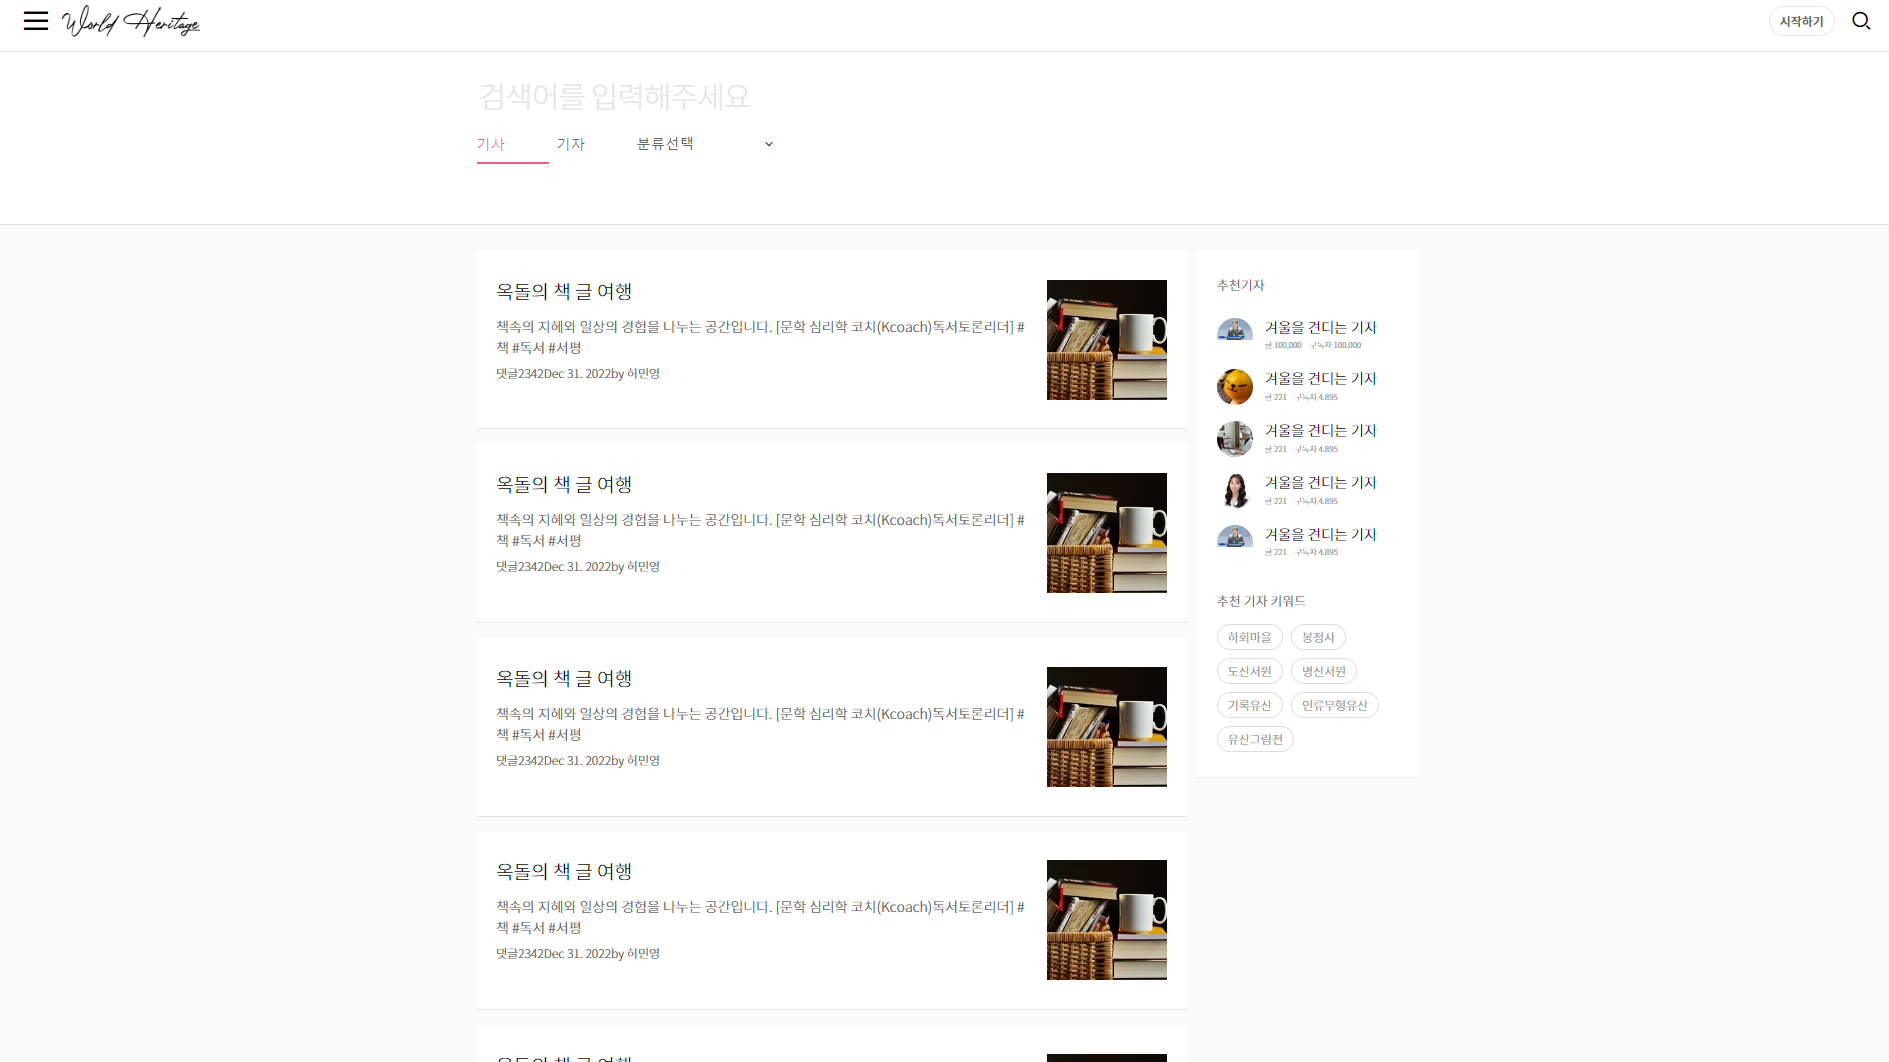 World Heritage
시작하기
검색어를 입력해주세요
기사 기자 분류선택
옥돌의 책 글 여행
책속의 지혜와 일상의 경험을 나누는 공간입니다. [문학 심리학 코치(Kcoach)독서토론리더] #
책 #독서 #서평
댓글2342Dec 31. 2022by 허민영
옥돌의 책 글 여행
책속의 지혜와 일상의 경험을 나누는 공간입니다. [문학 심리학 코치(Kcoach)독서토론리더] #
책 #독서 #서평
댓글2342Dec 31. 2022by 허민영
옥돌의 책 글 여행
책속의 지혜와 일상의 경험을 나누는 공간입니다. [문학 심리학 코치(Kcoach)독서토론리더] #
책 #독서 #서평
댓글2342Dec 31. 2022by 허민영
옥돌의 책 글 여행
책속의 지혜와 일상의 경험을 나누는 공간입니다. [문학 심리학 코치(Kcoach)독서토론리더] #
책 #독서 #서평
댓글2342Dec 31. 2022by 허민영
옥돌의 책 글 여행
추천기자
겨울을 견디는 기자
글 100,000 구독자 100.000
겨울을 견디는 기자
글 221 구독자 4.895
겨울을 견디는 기자
글 221 구독자 4.895
겨울을 견디는 기자
글 221 구독자 4.895
겨울을 견디는 기자
글 221 구독자 4.895
추천 기자 키워드
하회마을 봉정사
도산서원 병산서원
기록유산 인류무형유산
유산그림전